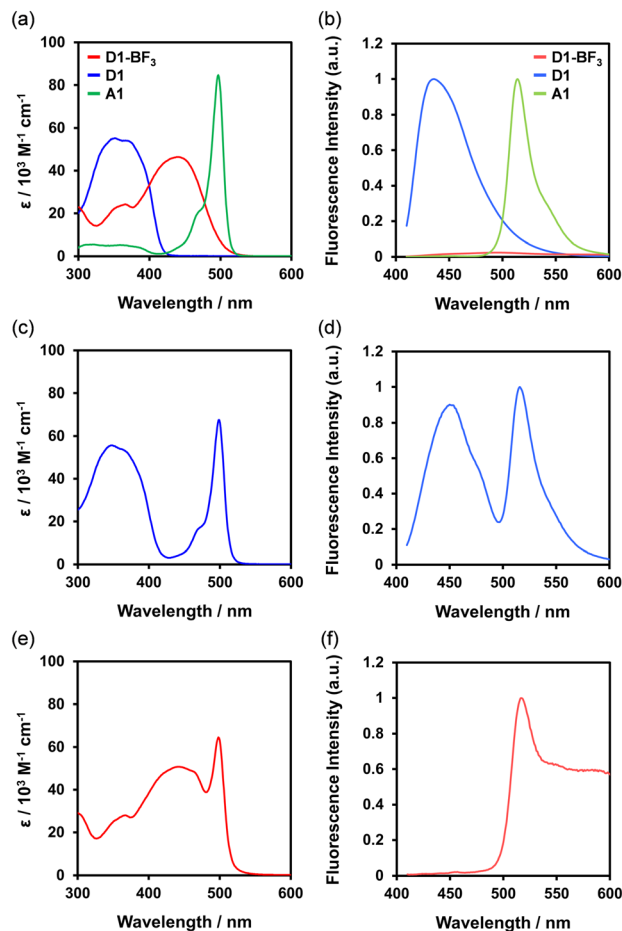 (a)
ε / 10³ M⁻¹ cm⁻¹
100
80
60
40
20
0
D1-BF₃
D1
A1
300 400 500 600
Wavelength / nm
(b)
Fluorescence Intensity (a.u.)
1.2
1
0.8
0.6
0.4
0.2
0
D1-BF₃
D1
A1
400 450 500 550 600
Wavelength / nm
(c)
ε / 10³ M⁻¹ cm⁻¹
100
80
60
40
20
0
300 400 500 600
Wavelength / nm
(d)
Fluorescence Intensity (a.u.)
1.2
1
0.8
0.6
0.4
0.2
0
400 450 500 550 600
Wavelength / nm
(e)
ε / 10³ M⁻¹ cm⁻¹
100
80
60
40
20
0
300 400 500 600
Wavelength / nm
(f)
Fluorescence Intensity (a.u.)
1.2
1
0.8
0.6
0.4
0.2
0
400 450 500 550 600
Wavelength / nm